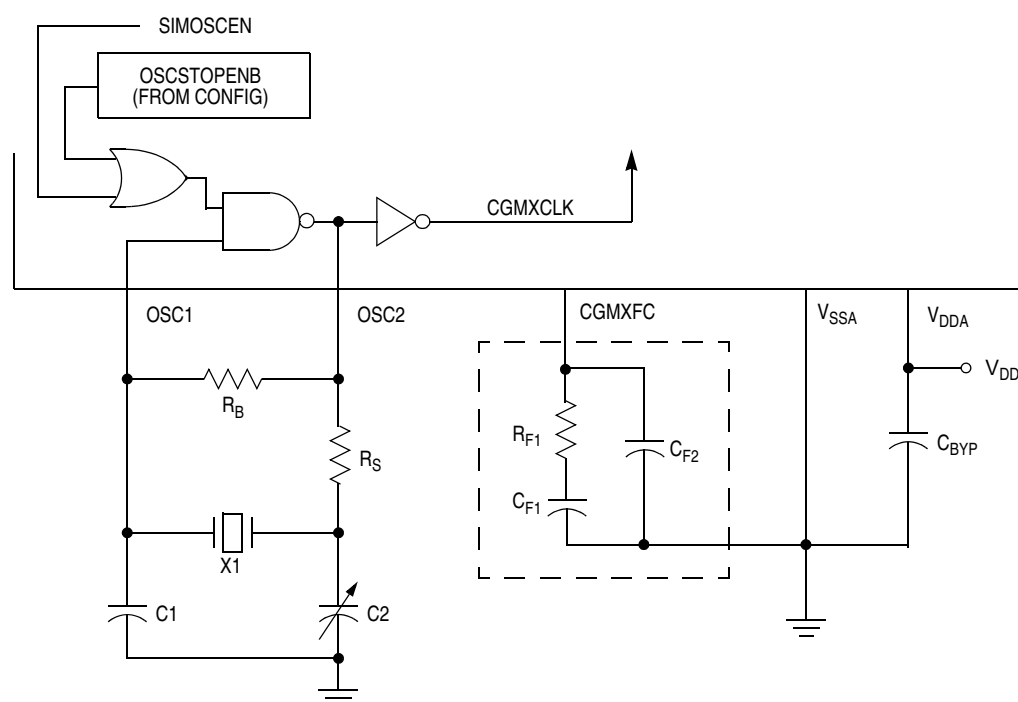 SIMOSCEN
OSCSTOPENB
(FROM CONFIG)
CGMXCLK
OSC1
OSC2
CGMXFC
VSSA
VDDA
VDD
RB
RF1
CF2
CBYP
RS
CF1
X1
C1
C2